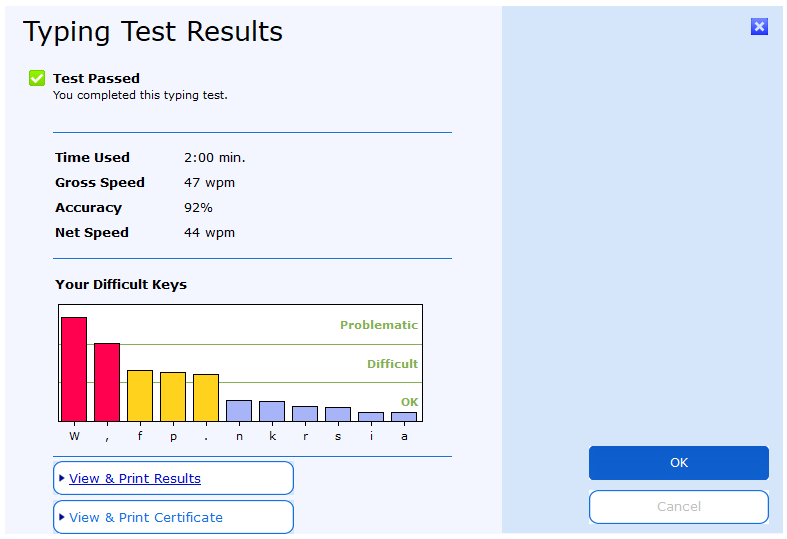 Typing Test Results
Test Passed
You completed this typing test.
Time Used 2:00 min.
Gross Speed 47 wpm
Accuracy 92%
Net Speed 44 wpm
Your Difficult Keys
Problematic
Difficult
OK
W , f p . n k r s i a
View & Print Results
View & Print Certificate
OK
Cancel